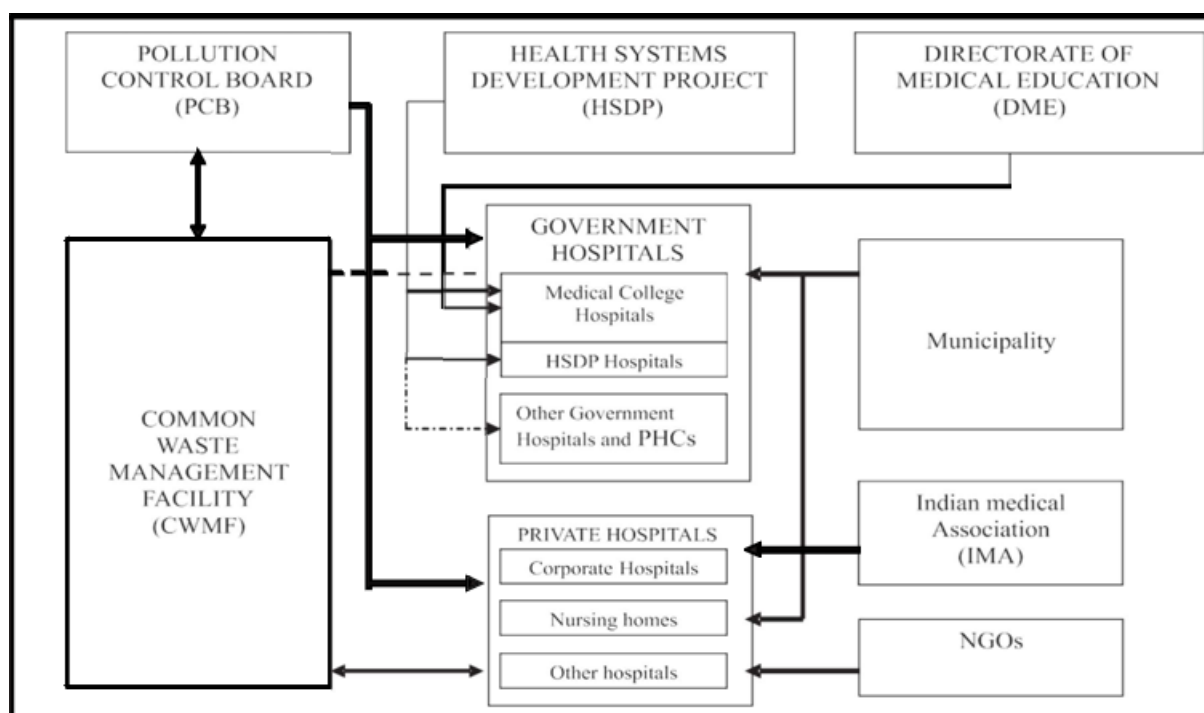 POLLUTION
CONTROL BOARD
(PCB)
HEALTH SYSTEMS
DEVELOPMENT PROJECT
(HSDP)
DIRECTORATE OF
MEDICAL EDUCATION
(DME)
GOVERNMENT
HOSPITALS
Medical College
Hospitals
HSDP Hospitals
Other Government
Hospitals and PHCs
Municipality
COMMON
WASTE
MANAGEMENT
FACILITY
(CWMF)
PRIVATE HOSPITALS
Corporate Hospitals
Nursing homes
Other hospitals
Indian medical
Association
(IMA)
NGOs